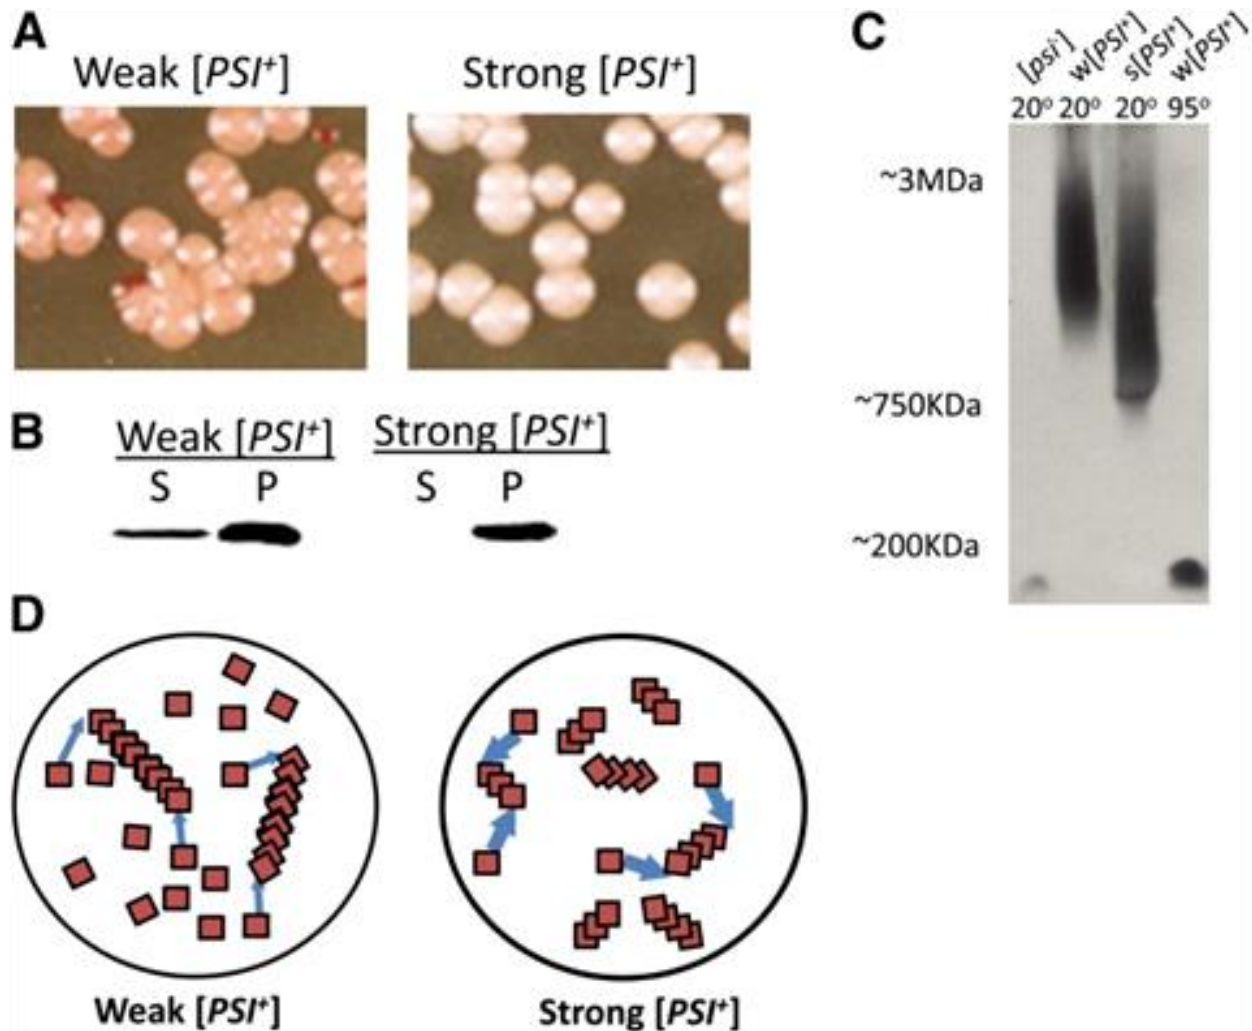 A
Weak [PSI⁺]
Strong [PSI⁺]
B
Weak [PSI⁺]
Strong [PSI⁺]
S P S P
C
[psi⁻] w[PSI⁺] s[PSI⁺] w[PSI⁺]
20° 20° 20° 95°
~3MDa
~750KDa
~200KDa
D
Weak [PSI⁺]
Strong [PSI⁺]